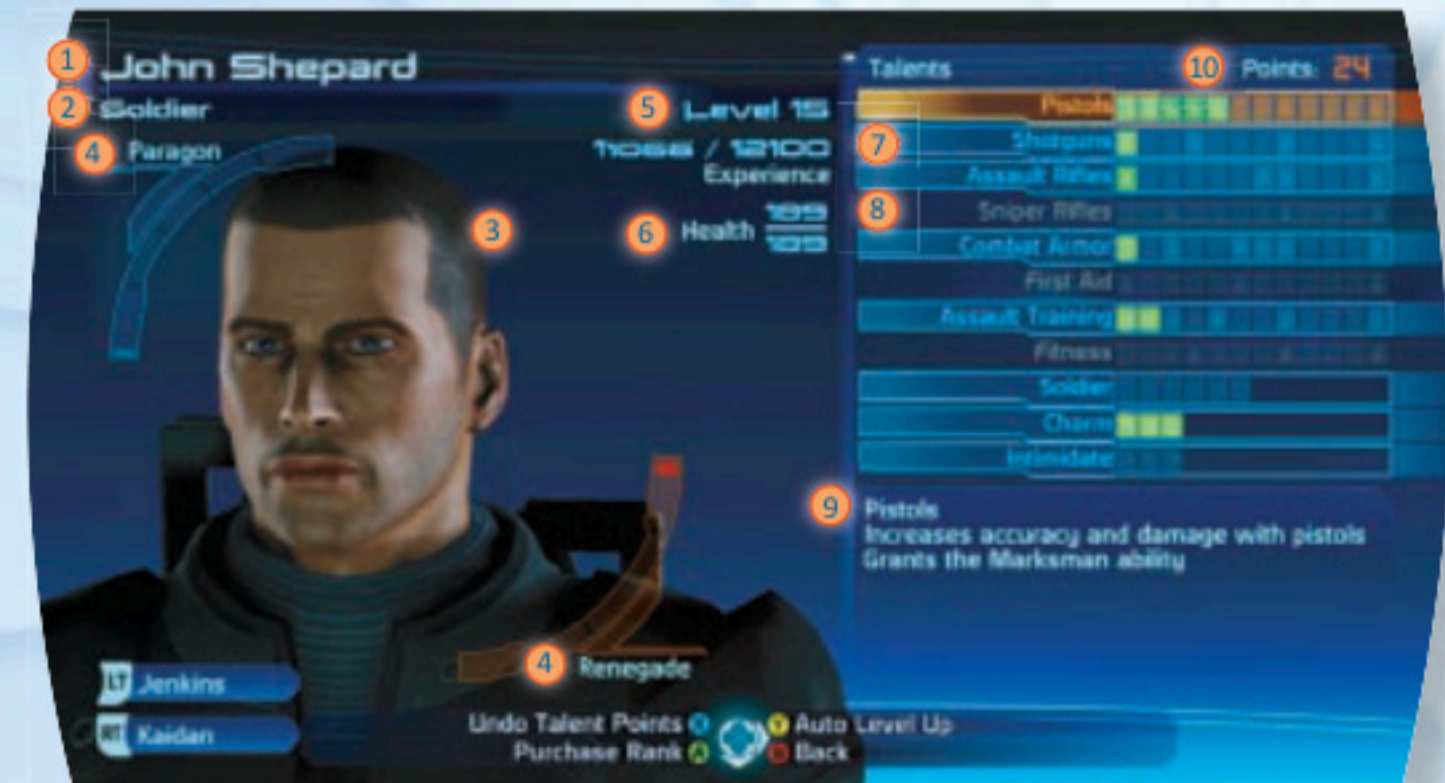 1 John Shepard
2 Soldier
4 Paragon
5 Level 15
11066 / 12100
Experience
3
6 Health 189
189
Talents
10 Points: 24
Pistols
7 Shotguns
Assault Rifles
8 Sniper Rifles
Combat Armor
First Aid
Assault Training
Fitness
Soldier
Charm
Intimidate
9 Pistols
Increases accuracy and damage with pistols
Grants the Marksman ability
4 Renegade
LT Jenkins
RT Kaidan
Undo Talent Points X Y Auto Level Up
Purchase Rank A B Back